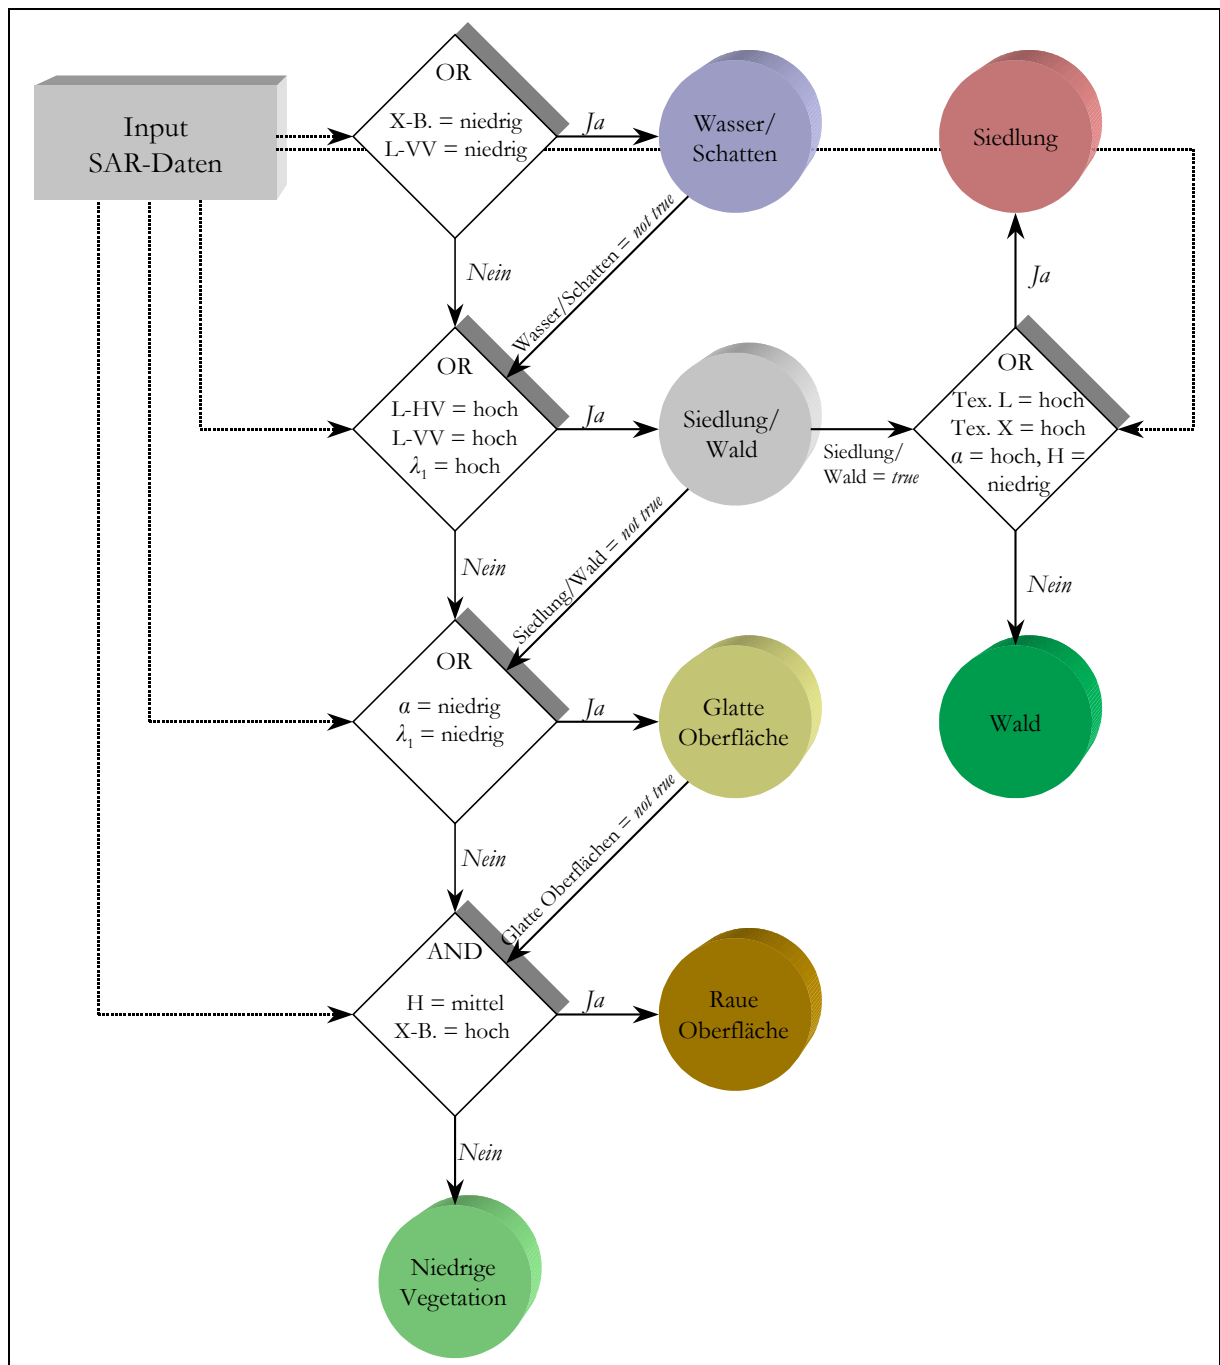 Input
SAR-Daten
OR
X-B. = niedrig
L-VV = niedrig
Ja
Wasser/
Schatten
Siedlung
Nein
Wasser/Schatten = not true
Ja
OR
L-HV = hoch
L-VV = hoch
λ1 = hoch
Ja
Siedlung/
Wald
Siedlung/
Wald = true
OR
Tex. L = hoch
Tex. X = hoch
α = hoch, H =
niedrig
Nein
Siedlung/Wald = not true
Nein
OR
α = niedrig
λ1 = niedrig
Ja
Glatte
Oberfläche
Wald
Nein
Glatte Oberflächen = not true
AND
H = mittel
X-B. = hoch
Ja
Raue
Oberfläche
Nein
Niedrige
Vegetation